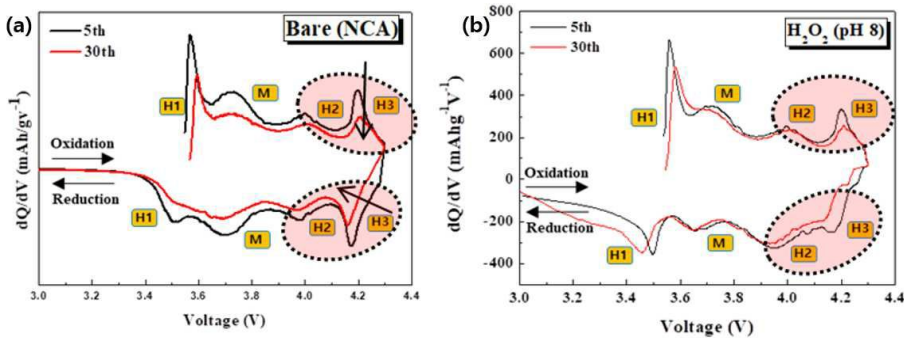 (a)
Bare (NCA)
5th
30th
H1
M
H2
H3
Oxidation
Reduction
H1
M
H2
H3
dQ/dV (mAh/gv⁻¹)
3.0 3.2 3.4 3.6 3.8 4.0 4.2 4.4
Voltage (V)
(b)
H₂O₂ (pH 8)
5th
30th
800
600
400
200
0
-200
-400
H1
M
H2
H3
Oxidation
Reduction
H1
M
H2
H3
dQ/dV (mAhg⁻¹V⁻¹)
3.0 3.2 3.4 3.6 3.8 4.0 4.2 4.4
Voltage (V)